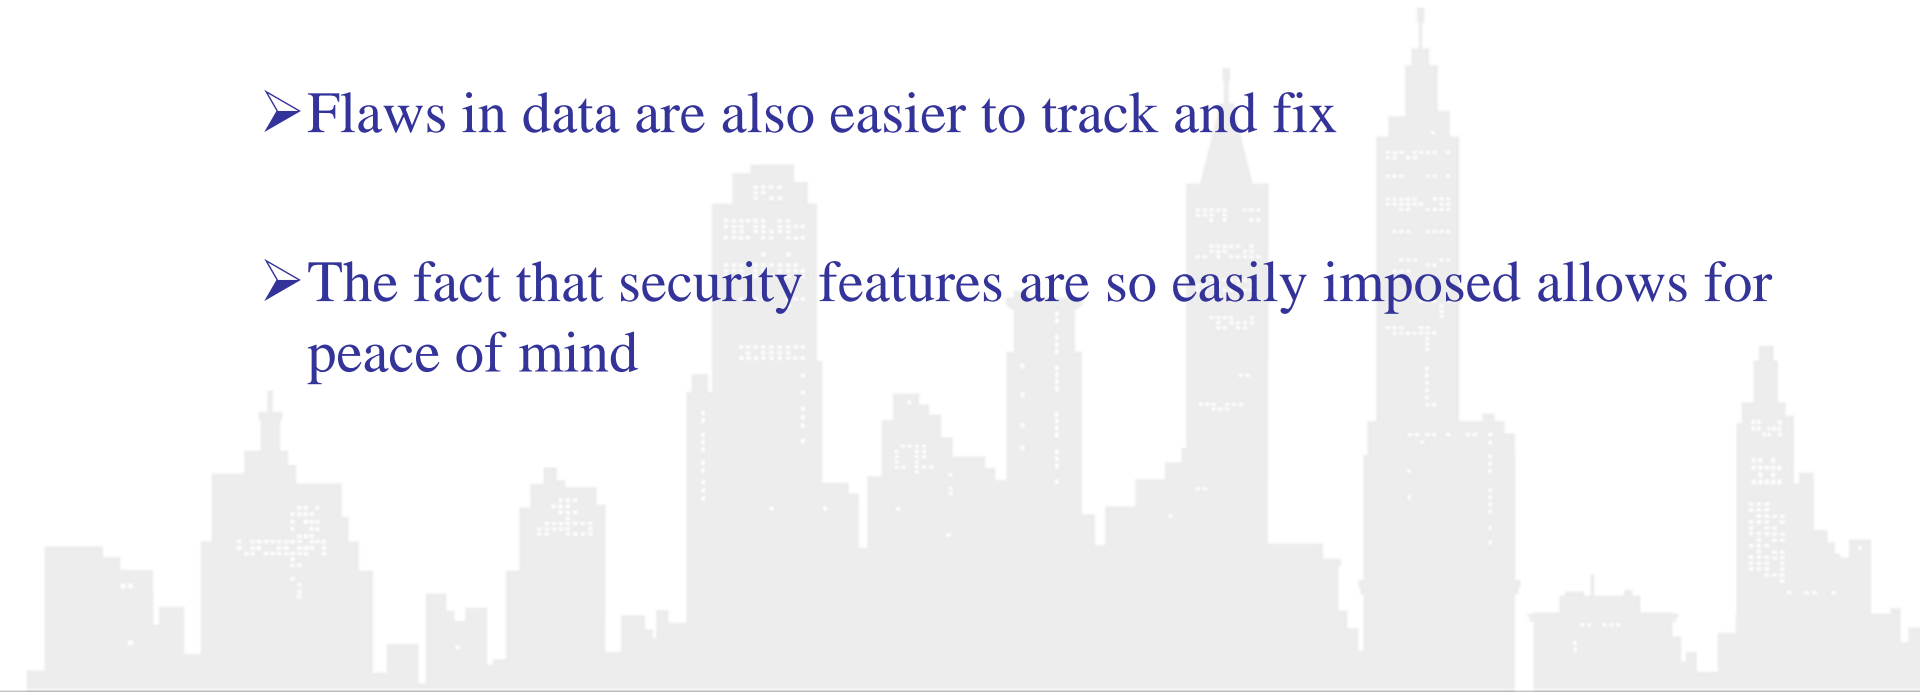 ➢Flaws in data are also easier to track and fix
➢The fact that security features are so easily imposed allows for
peace of mind